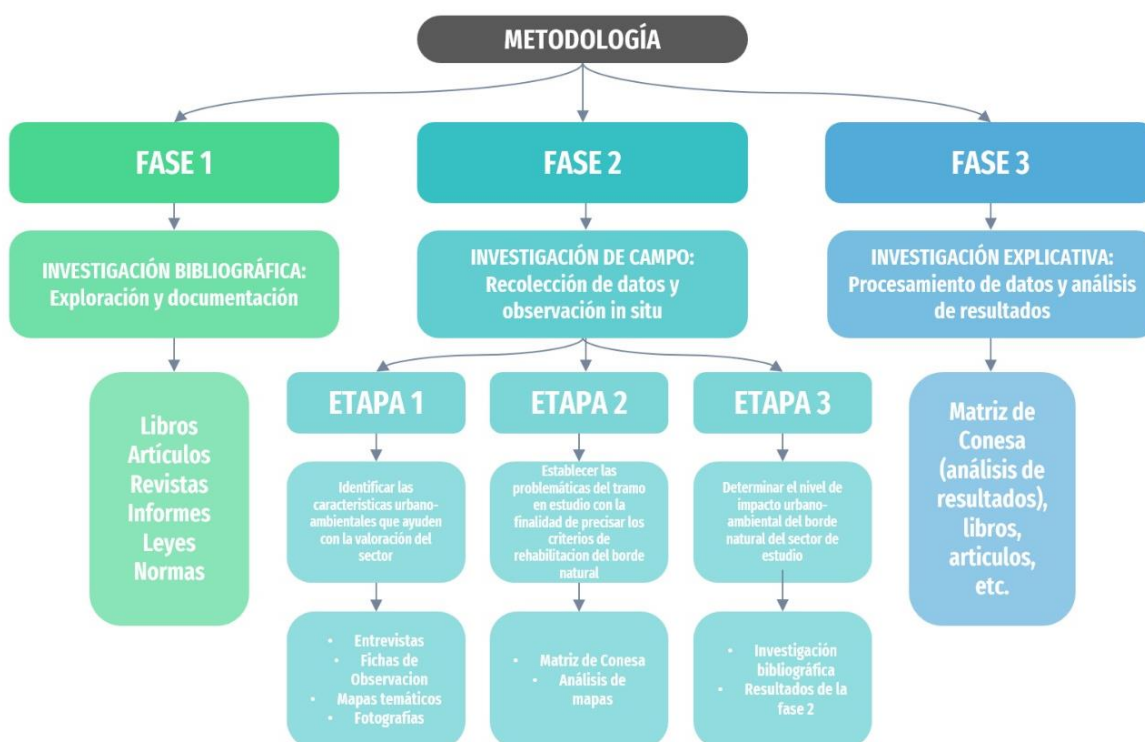 METODOLOGÍA
FASE 1
FASE 2
FASE 3
INVESTIGACIÓN BIBLIOGRÁFICA:
Exploración y documentación
INVESTIGACIÓN DE CAMPO:
Recolección de datos y
observación in situ
INVESTIGACIÓN EXPLICATIVA:
Procesamiento de datos y análisis
de resultados
Libros
Artículos
Revistas
Informes
Leyes
Normas
ETAPA 1
ETAPA 2
ETAPA 3
Identificar las
características urbano-
ambientales que ayuden
con la valoración del
sector
Establecer las
problemáticas del tramo
en estudio con la
finalidad de precisar los
criterios de
rehabilitacion del borde
natural
Determinar el nivel de
impacto urbano-
ambiental del borde
natural del sector de
estudio
Matriz de
Conesa
(análisis de
resultados),
libros,
articulos,
etc.
• Entrevistas
• Fichas de
Observacion
• Mapas temáticos
• Fotografías
• Matriz de Conesa
• Análisis de
mapas
• Investigación
bibliográfica
• Resultados de la
fase 2